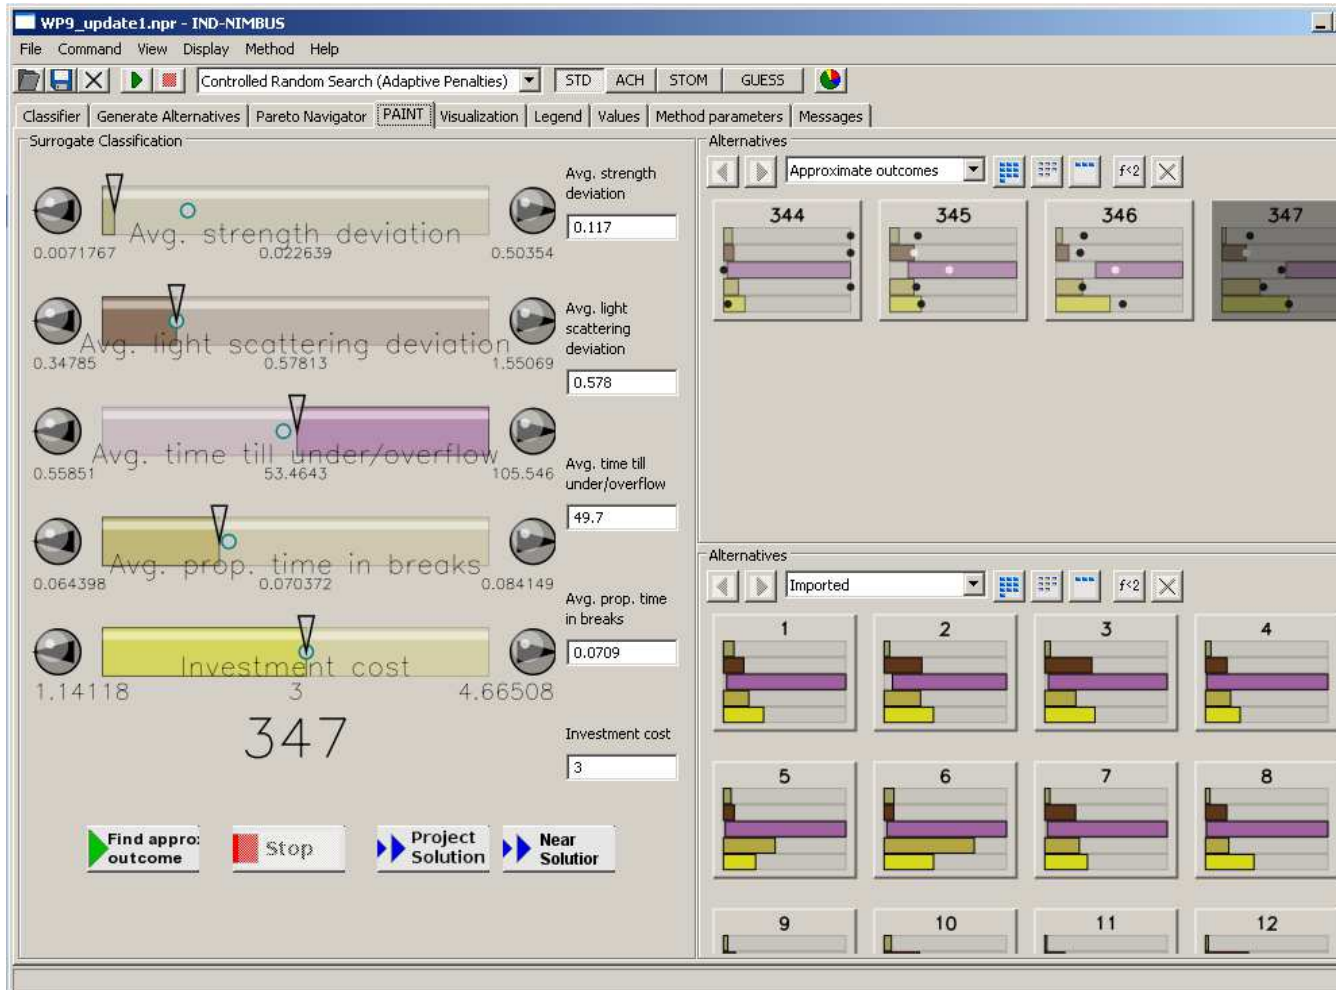 WP9_update1.npr - IND-NIMBUS
File Command View Display Method Help
Controlled Random Search (Adaptive Penalties) STD ACH STOM GUESS
Classifier Generate Alternatives Pareto Navigator PAINT Visualization Legend Values Method parameters Messages
Surrogate Classification
Avg. strength deviation
0.0071767 0.022639 0.50354
Avg. light scattering deviation
0.34785 0.57813 1.55069
Avg. time till under/overflow
0.55851 53.4643 105.546
Avg. prop. time in breaks
0.064398 0.070372 0.084149
Investment cost
1.14118 3 4.66508
347
Avg. strength
deviation
0.117
Avg. light
scattering
deviation
0.578
Avg. time till
under/overflow
49.7
Avg. prop. time
in breaks
0.0709
Investment cost
3
Find appro
outcome
Stop
Project
Solution
Near
Solutior
Alternatives
Approximate outcomes f<2
344 345 346 347
Alternatives
Imported f<2
1 2 3 4
5 6 7 8
9 10 11 12